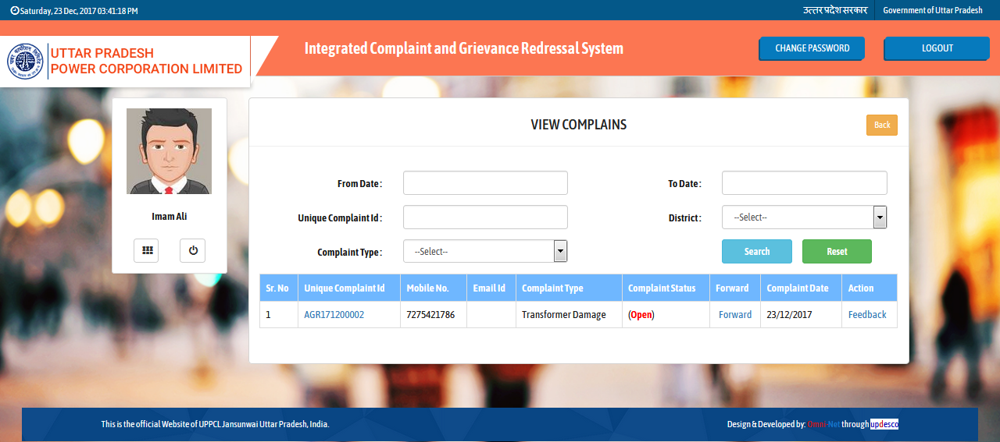 Saturday, 23 Dec, 2017 03:41:18 PM
उत्तर प्रदेश सरकार Government of Uttar Pradesh
UTTAR PRADESH
POWER CORPORATION LIMITED
Integrated Complaint and Grievance Redressal System
CHANGE PASSWORD LOGOUT
Imam Ali
VIEW COMPLAINS Back
From Date: To Date:
Unique Complaint Id: District: --Select--
Complaint Type: --Select-- Search Reset
Sr. No Unique Complaint Id Mobile No. Email Id Complaint Type Complaint Status Forward Complaint Date Action
1 AGR171200002 7275421786 Transformer Damage (Open) Forward 23/12/2017 Feedback
This is the official Website of UPPCL Jansunwai Uttar Pradesh, India. Design & Developed by: Omni-Net through updesco